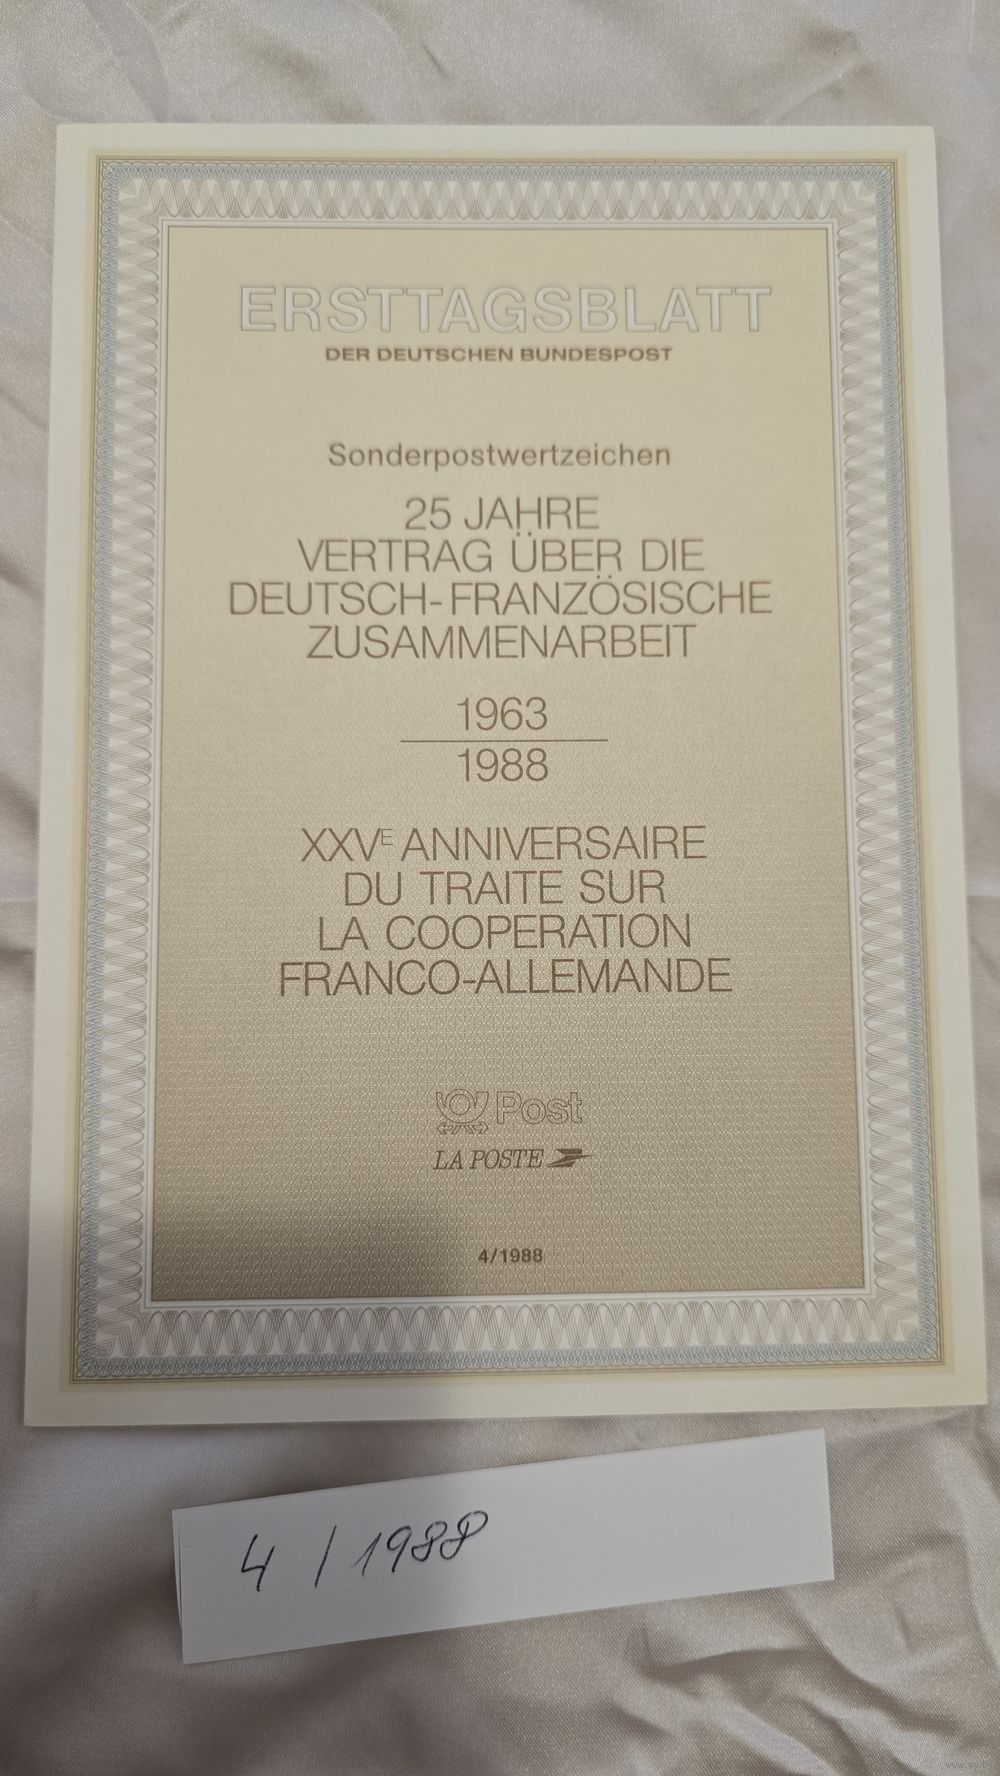 ERSTTAGSBLATT
DER DEUTSCHEN BUNDESPOST
Sonderpostwertzeichen
25 JAHRE
VERTRAG ÜBER DIE
DEUTSCH-FRANZÖSISCHE
ZUSAMMENARBEIT
1963
1988
XXVE ANNIVERSAIRE
DU TRAITE SUR
LA COOPERATION
FRANCO-ALLEMANDE
Post
LA POSTE
4/1988
4 / 1988